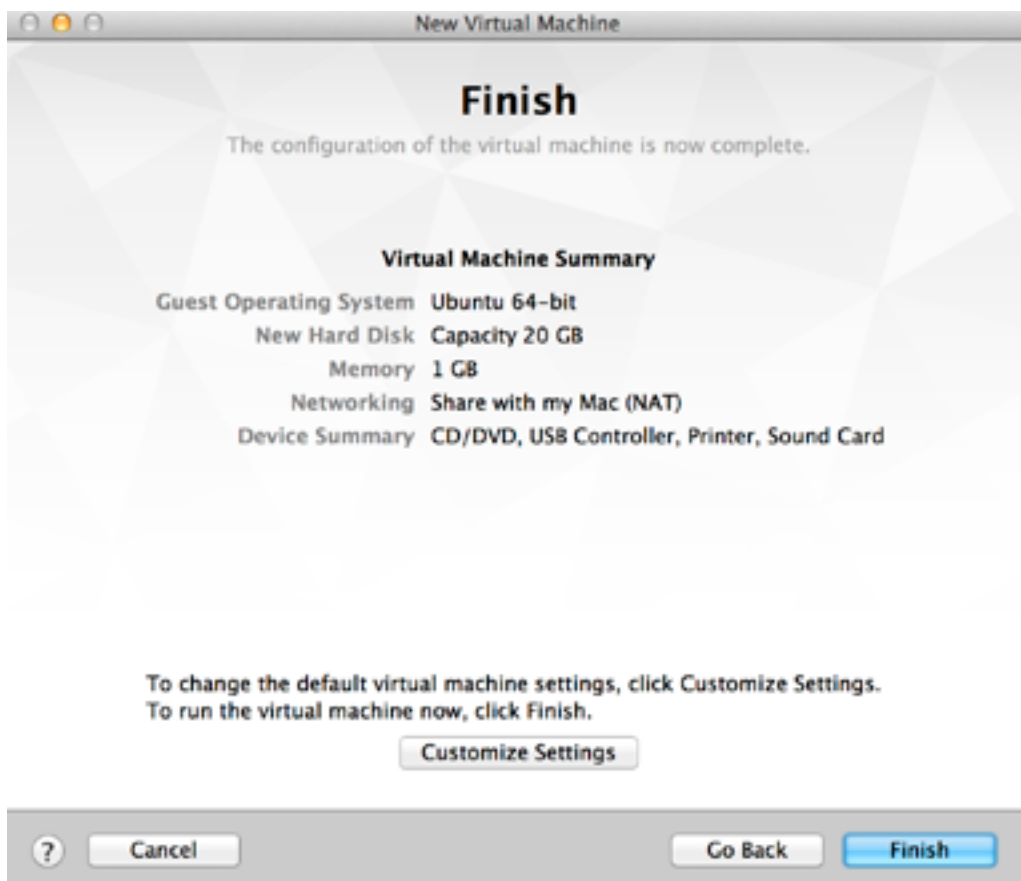 New Virtual Machine
Finish
The configuration of the virtual machine is now complete.
Virtual Machine Summary
Guest Operating System Ubuntu 64-bit
New Hard Disk Capacity 20 GB
Memory 1 GB
Networking Share with my Mac (NAT)
Device Summary CD/DVD, USB Controller, Printer, Sound Card
To change the default virtual machine settings, click Customize Settings.
To run the virtual machine now, click Finish.
Customize Settings
? Cancel Go Back Finish